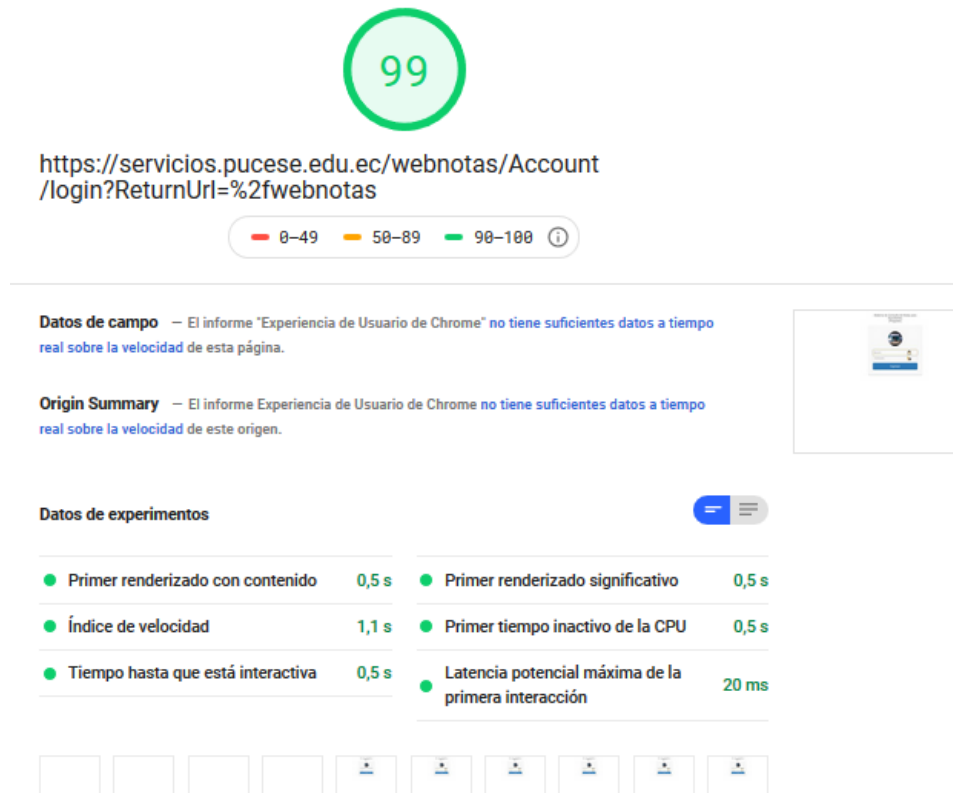 99
https://servicios.pucese.edu.ec/webnotas/Account
/login?ReturnUrl=%2fwebnotas
0–49 50–89 90–100
Datos de campo — El informe "Experiencia de Usuario de Chrome" no tiene suficientes datos a tiempo
real sobre la velocidad de esta página.
Origin Summary — El informe Experiencia de Usuario de Chrome no tiene suficientes datos a tiempo
real sobre la velocidad de este origen.
Datos de experimentos
Primer renderizado con contenido 0,5 s
Primer renderizado significativo 0,5 s
Índice de velocidad 1,1 s
Primer tiempo inactivo de la CPU 0,5 s
Tiempo hasta que está interactiva 0,5 s
Latencia potencial máxima de la
primera interacción 20 ms